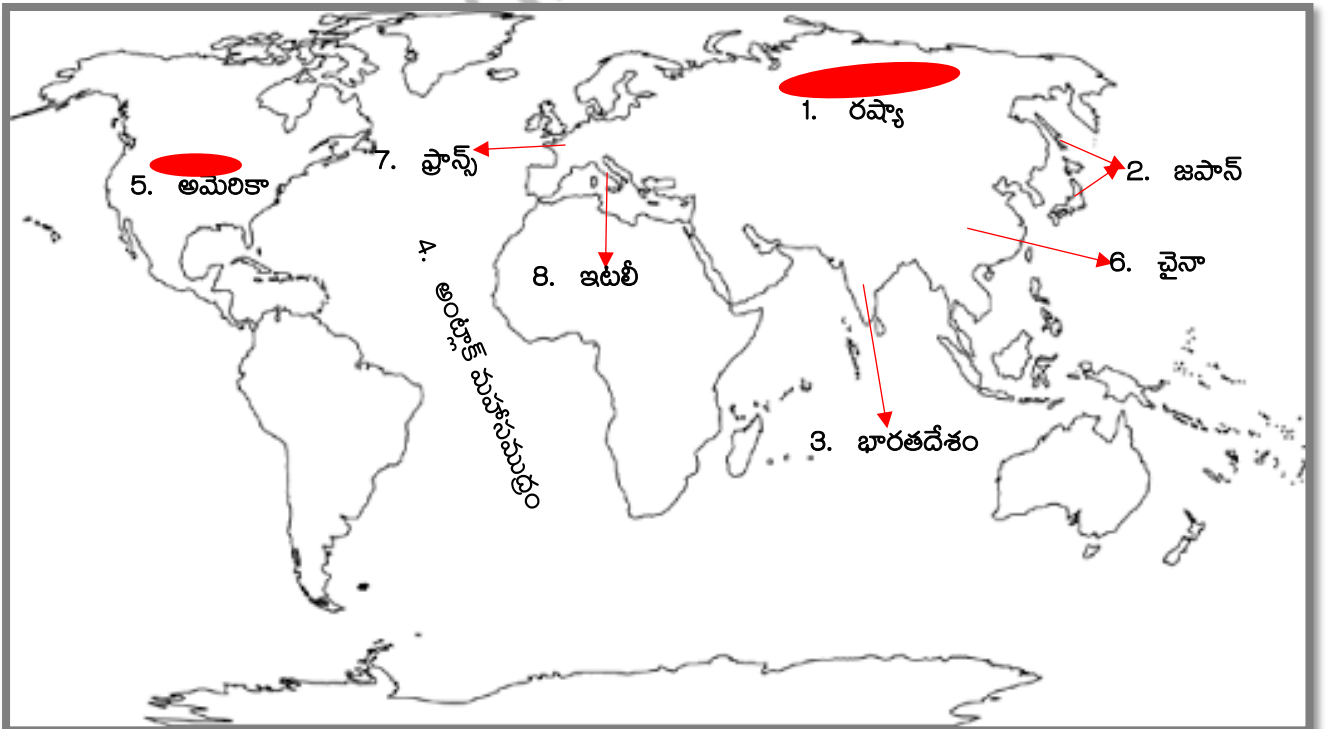 1. రష్యా
7. ఫ్రాన్స్
2. జపాన్
5. అమెరికా
6. చైనా
8. ఇటలీ
4. అంట్లాక్ మహాసముద్రం
3. భారతదేశం